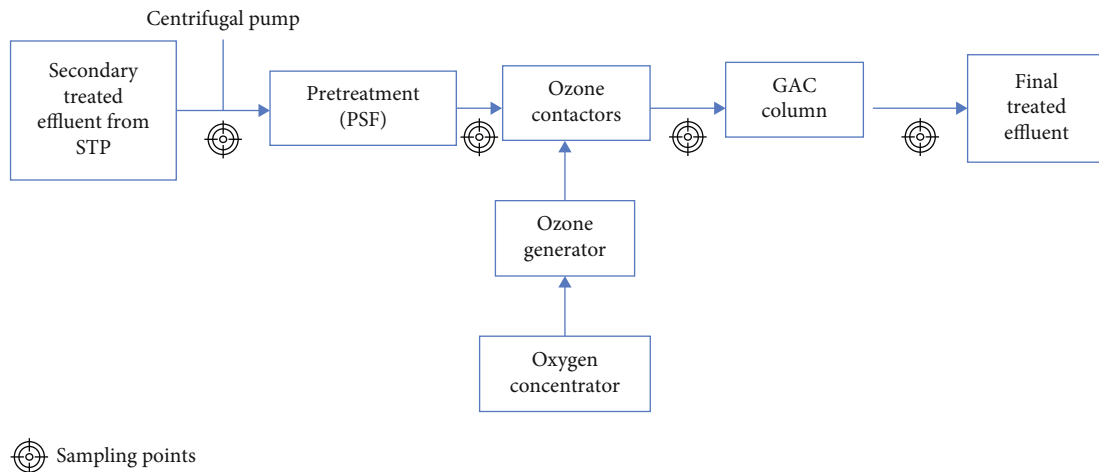 Centrifugal pump
Secondary
treated
effluent from
STP
Pretreatment
(PSF)
Ozone
contactors
GAC
column
Final
treated
effluent
Ozone
generator
Oxygen
concentrator
Sampling points